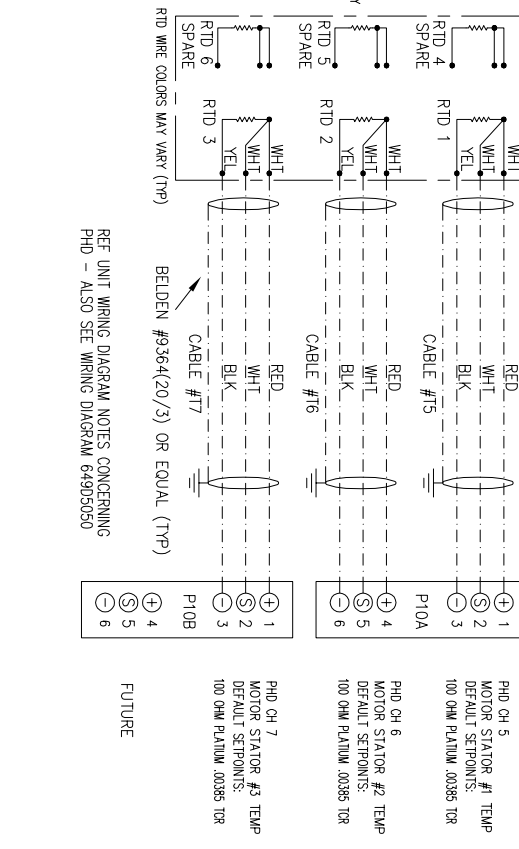 Y
RTD 4
SPARE
RTD 5
SPARE
RTD 6
SPARE
RTD 1
WHT
WHT
YEL
RTD 2
WHT
WHT
YEL
RTD 3
WHT
WHT
YEL
RTD WIRE COLORS MAY VARY (TYP)
RED
WHT
BLK
CABLE #T5
RED
WHT
BLK
CABLE #T6
RED
WHT
BLK
CABLE #T7
BELDEN #9364(20/3) OR EQUAL (TYP)
REF UNIT WIRING DIAGRAM NOTES CONCERNING
PHD - ALSO SEE WIRING DIAGRAM 649D5050
+ 1
S 2
- 3
P10A
+ 4
S 5
- 6
+ 1
S 2
- 3
P10B
+ 4
S 5
- 6
PHD CH 5
MOTOR STATOR #1 TEMP
DEFAULT SETPOINTS:
100 OHM PLATIUM .00385 TCR
PHD CH 6
MOTOR STATOR #2 TEMP
DEFAULT SETPOINTS:
100 OHM PLATIUM .00385 TCR
PHD CH 7
MOTOR STATOR #3 TEMP
DEFAULT SETPOINTS:
100 OHM PLATIUM .00385 TCR
FUTURE